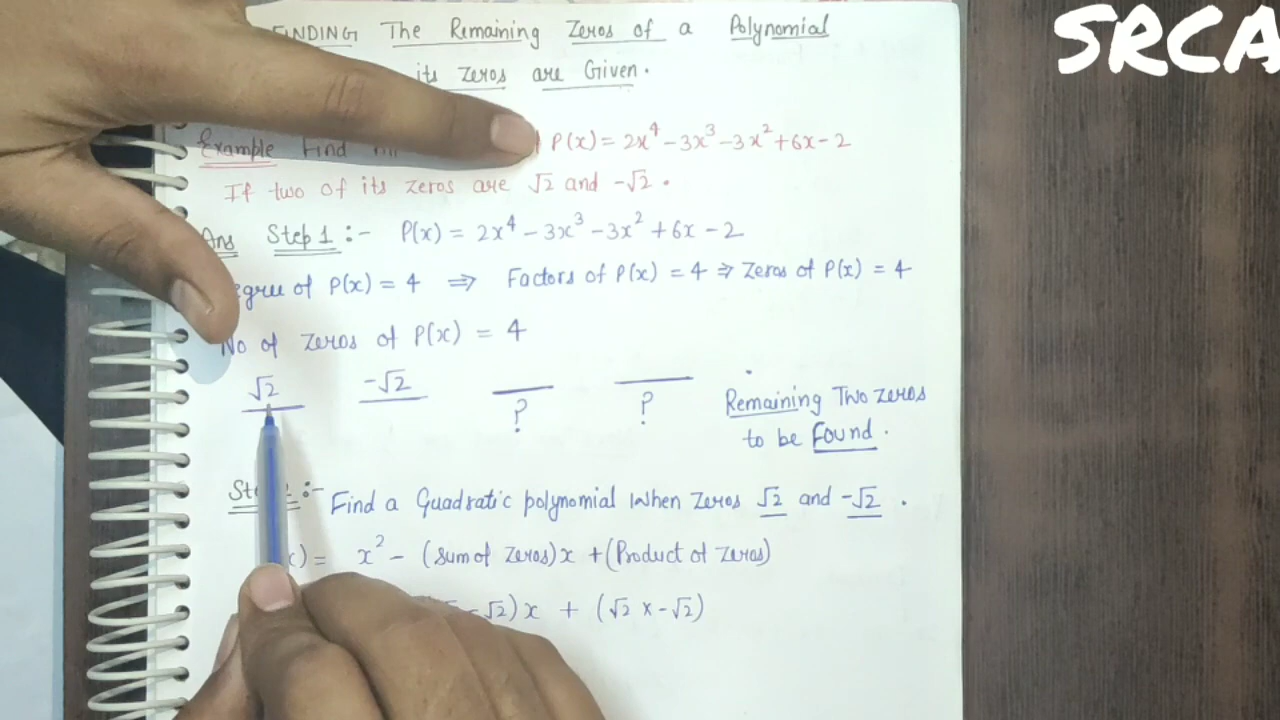 SRCA
FINDING The Remaining Zeros of a Polynomial
its zeros are Given.
Example Find P(x) = 2x⁴ - 3x³ - 3x² + 6x - 2
If two of its zeros are √2 and -√2.
Ans Step 1 :- P(x) = 2x⁴ - 3x³ - 3x² + 6x - 2
egree of P(x) = 4 ⇒ Factors of P(x) = 4 ⇒ Zeros of P(x) = 4
No of zeros of P(x) = 4
√2 -√2 __ __
? ?
Remaining Two zeros
to be Found.
:- Find a Quadratic polynomial When zeros √2 and -√2 .
x) = x² - (Sum of zeros)x + (Product of zeros)
-√2)x + (√2 x -√2)